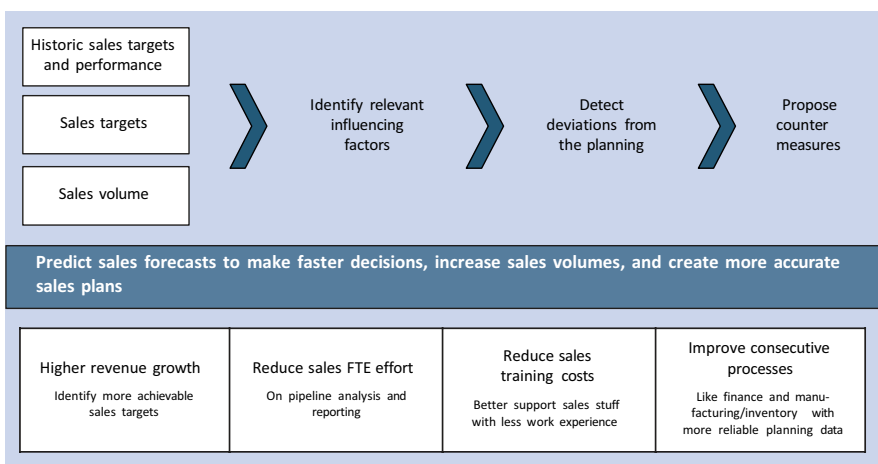 Historic sales targets
and performance
Sales targets
Sales volume
Identify relevant
influencing
factors
Detect
deviations from
the planning
Propose
counter
measures
Predict sales forecasts to make faster decisions, increase sales volumes, and create more accurate
sales plans
Higher revenue growth
Identify more achievable
sales targets
Reduce sales FTE effort
On pipeline analysis and
reporting
Reduce sales
training costs
Better support sales stuff
with less work experience
Improve consecutive
processes
Like finance and manu-
facturing/inventory with
more reliable planning data